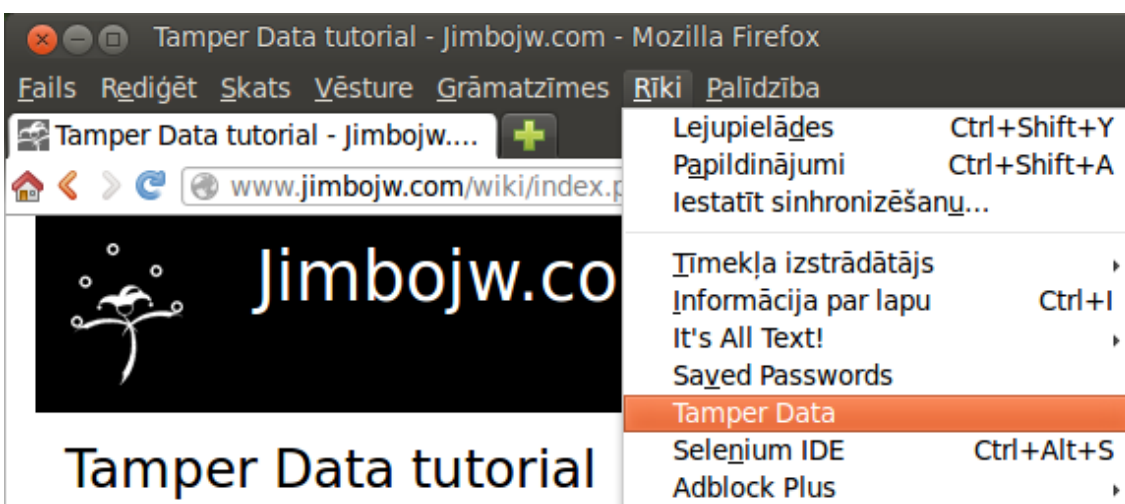 Tamper Data tutorial - Jimbojw.com - Mozilla Firefox
Fails Rediģēt Skats Vēsture Grāmatzīmes Rīki Palīdzība
Tamper Data tutorial - Jimbojw....
www.jimbojw.com/wiki/index.p
Jimbojw.co
Tamper Data tutorial
Lejupielādes Ctrl+Shift+Y
Papildinājumi Ctrl+Shift+A
Iestatīt sinhronizēšanu...
Tīmekļa izstrādātājs
Informācija par lapu Ctrl+I
It's All Text!
Saved Passwords
Tamper Data
Selenium IDE Ctrl+Alt+S
Adblock Plus